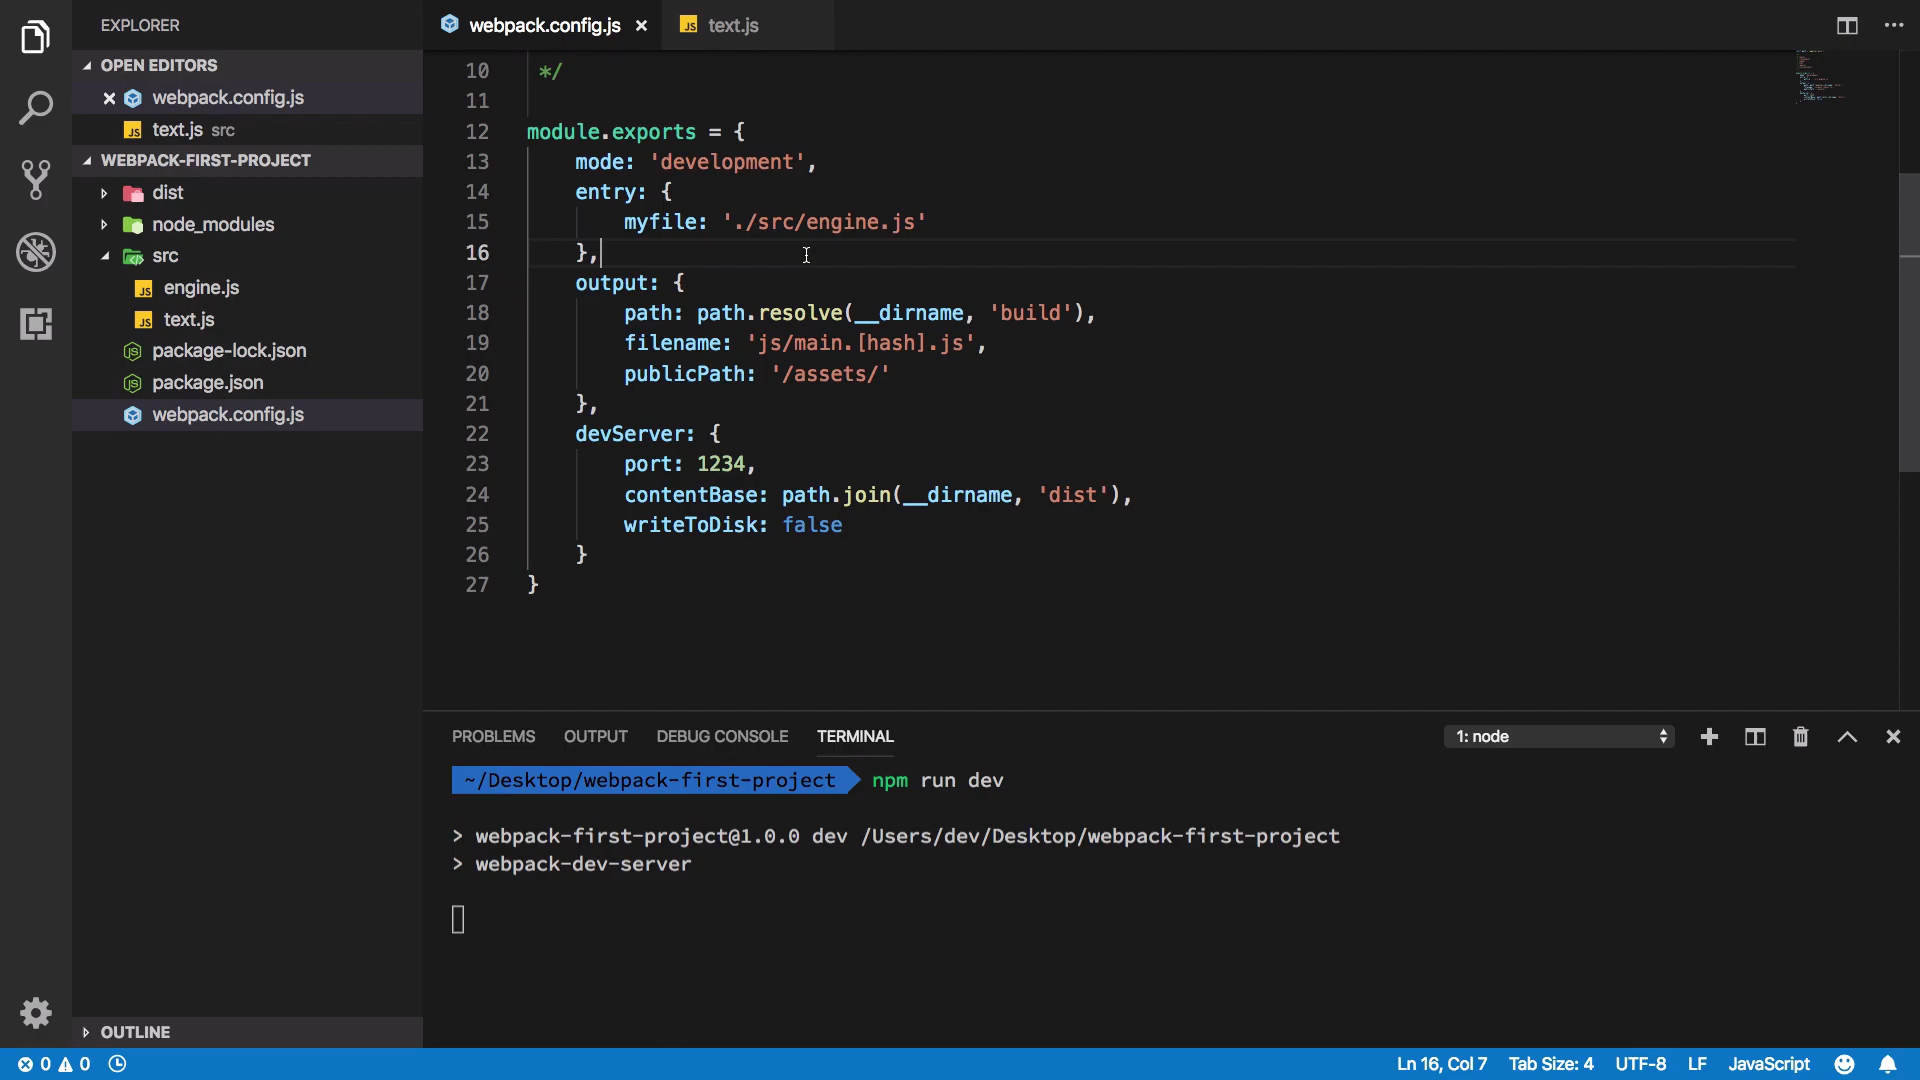 EXPLORER
OPEN EDITORS
webpack.config.js
text.js src
WEBPACK-FIRST-PROJECT
dist
node_modules
src
engine.js
text.js
package-lock.json
package.json
webpack.config.js
OUTLINE
webpack.config.js
text.js
10 */
11
12 module.exports = {
13 mode: 'development',
14 entry: {
15 myfile: './src/engine.js'
16 },
17 output: {
18 path: path.resolve(__dirname, 'build'),
19 filename: 'js/main.[hash].js',
20 publicPath: '/assets/'
21 },
22 devServer: {
23 port: 1234,
24 contentBase: path.join(__dirname, 'dist'),
25 writeToDisk: false
26 }
27 }
PROBLEMS OUTPUT DEBUG CONSOLE TERMINAL
1: node
~/Desktop/webpack-first-project npm run dev
> webpack-first-project@1.0.0 dev /Users/dev/Desktop/webpack-first-project
> webpack-dev-server
0 0
Ln 16, Col 7 Tab Size: 4 UTF-8 LF JavaScript